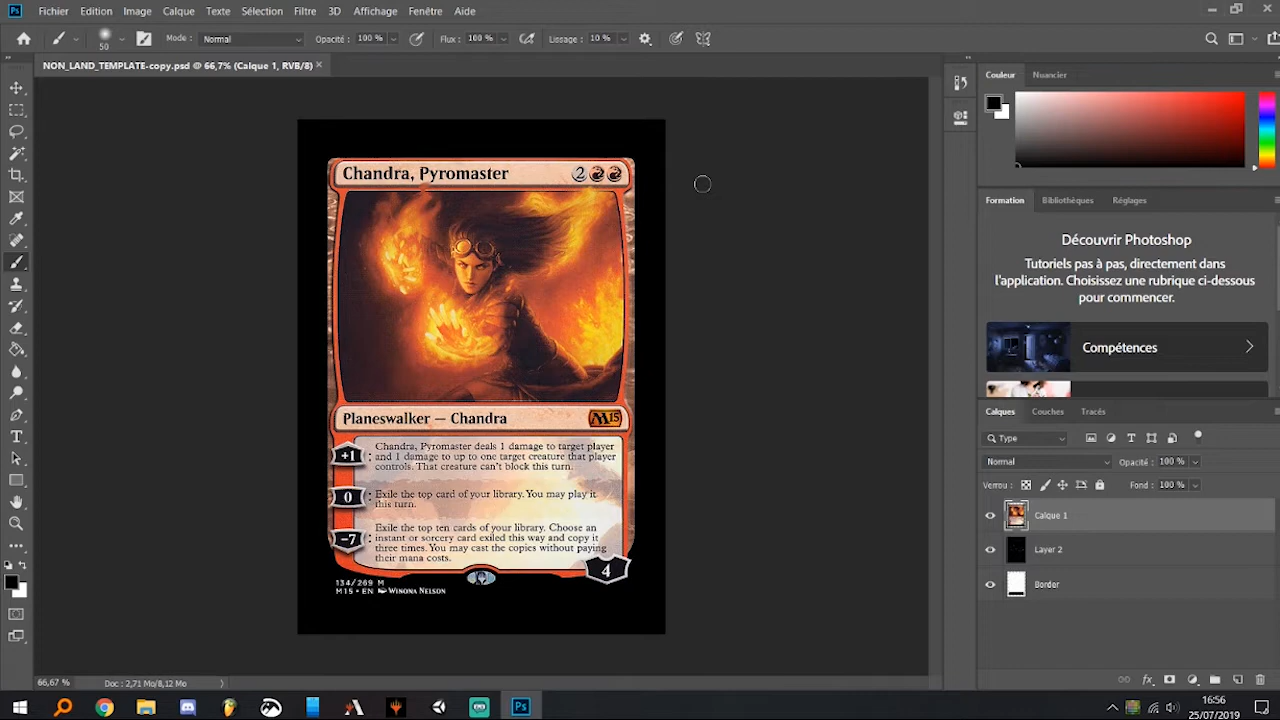 Ps Fichier Edition Image Calque Texte Sélection Filtre 3D Affichage Fenêtre Aide
50 Mode : Normal Opacité : 100 % Flux : 100 % Lissage : 10 %
NON_LAND_TEMPLATE-copy.psd @ 66,7% (Calque 1, RVB/8) ×
Chandra, Pyromaster 2
Planeswalker — Chandra M15
+1 : Chandra, Pyromaster deals 1 damage to target player
and 1 damage to up to one target creature that player
controls. That creature can't block this turn.
0 : Exile the top card of your library. You may play it
this turn.
-7 : Exile the top ten cards of your library. Choose an
instant or sorcery card exiled this way and copy it
three times. You may cast the copies without paying
their mana costs.
4
134/269 M
M15 • EN Winona Nelson
66,67 % Doc : 2,71 Mo/8,12 Mo
Couleur Nuancier
Formation Bibliothèques Réglages
Découvrir Photoshop
Tutoriels pas à pas, directement dans
l'application. Choisissez une rubrique ci-dessous
pour commencer.
Compétences
Calques Couches Tracés
Type
Normal Opacité : 100 %
Verrou : Fond : 100 %
Calque 1
Layer 2
Border
fx
Ps
16:56
25/07/2019